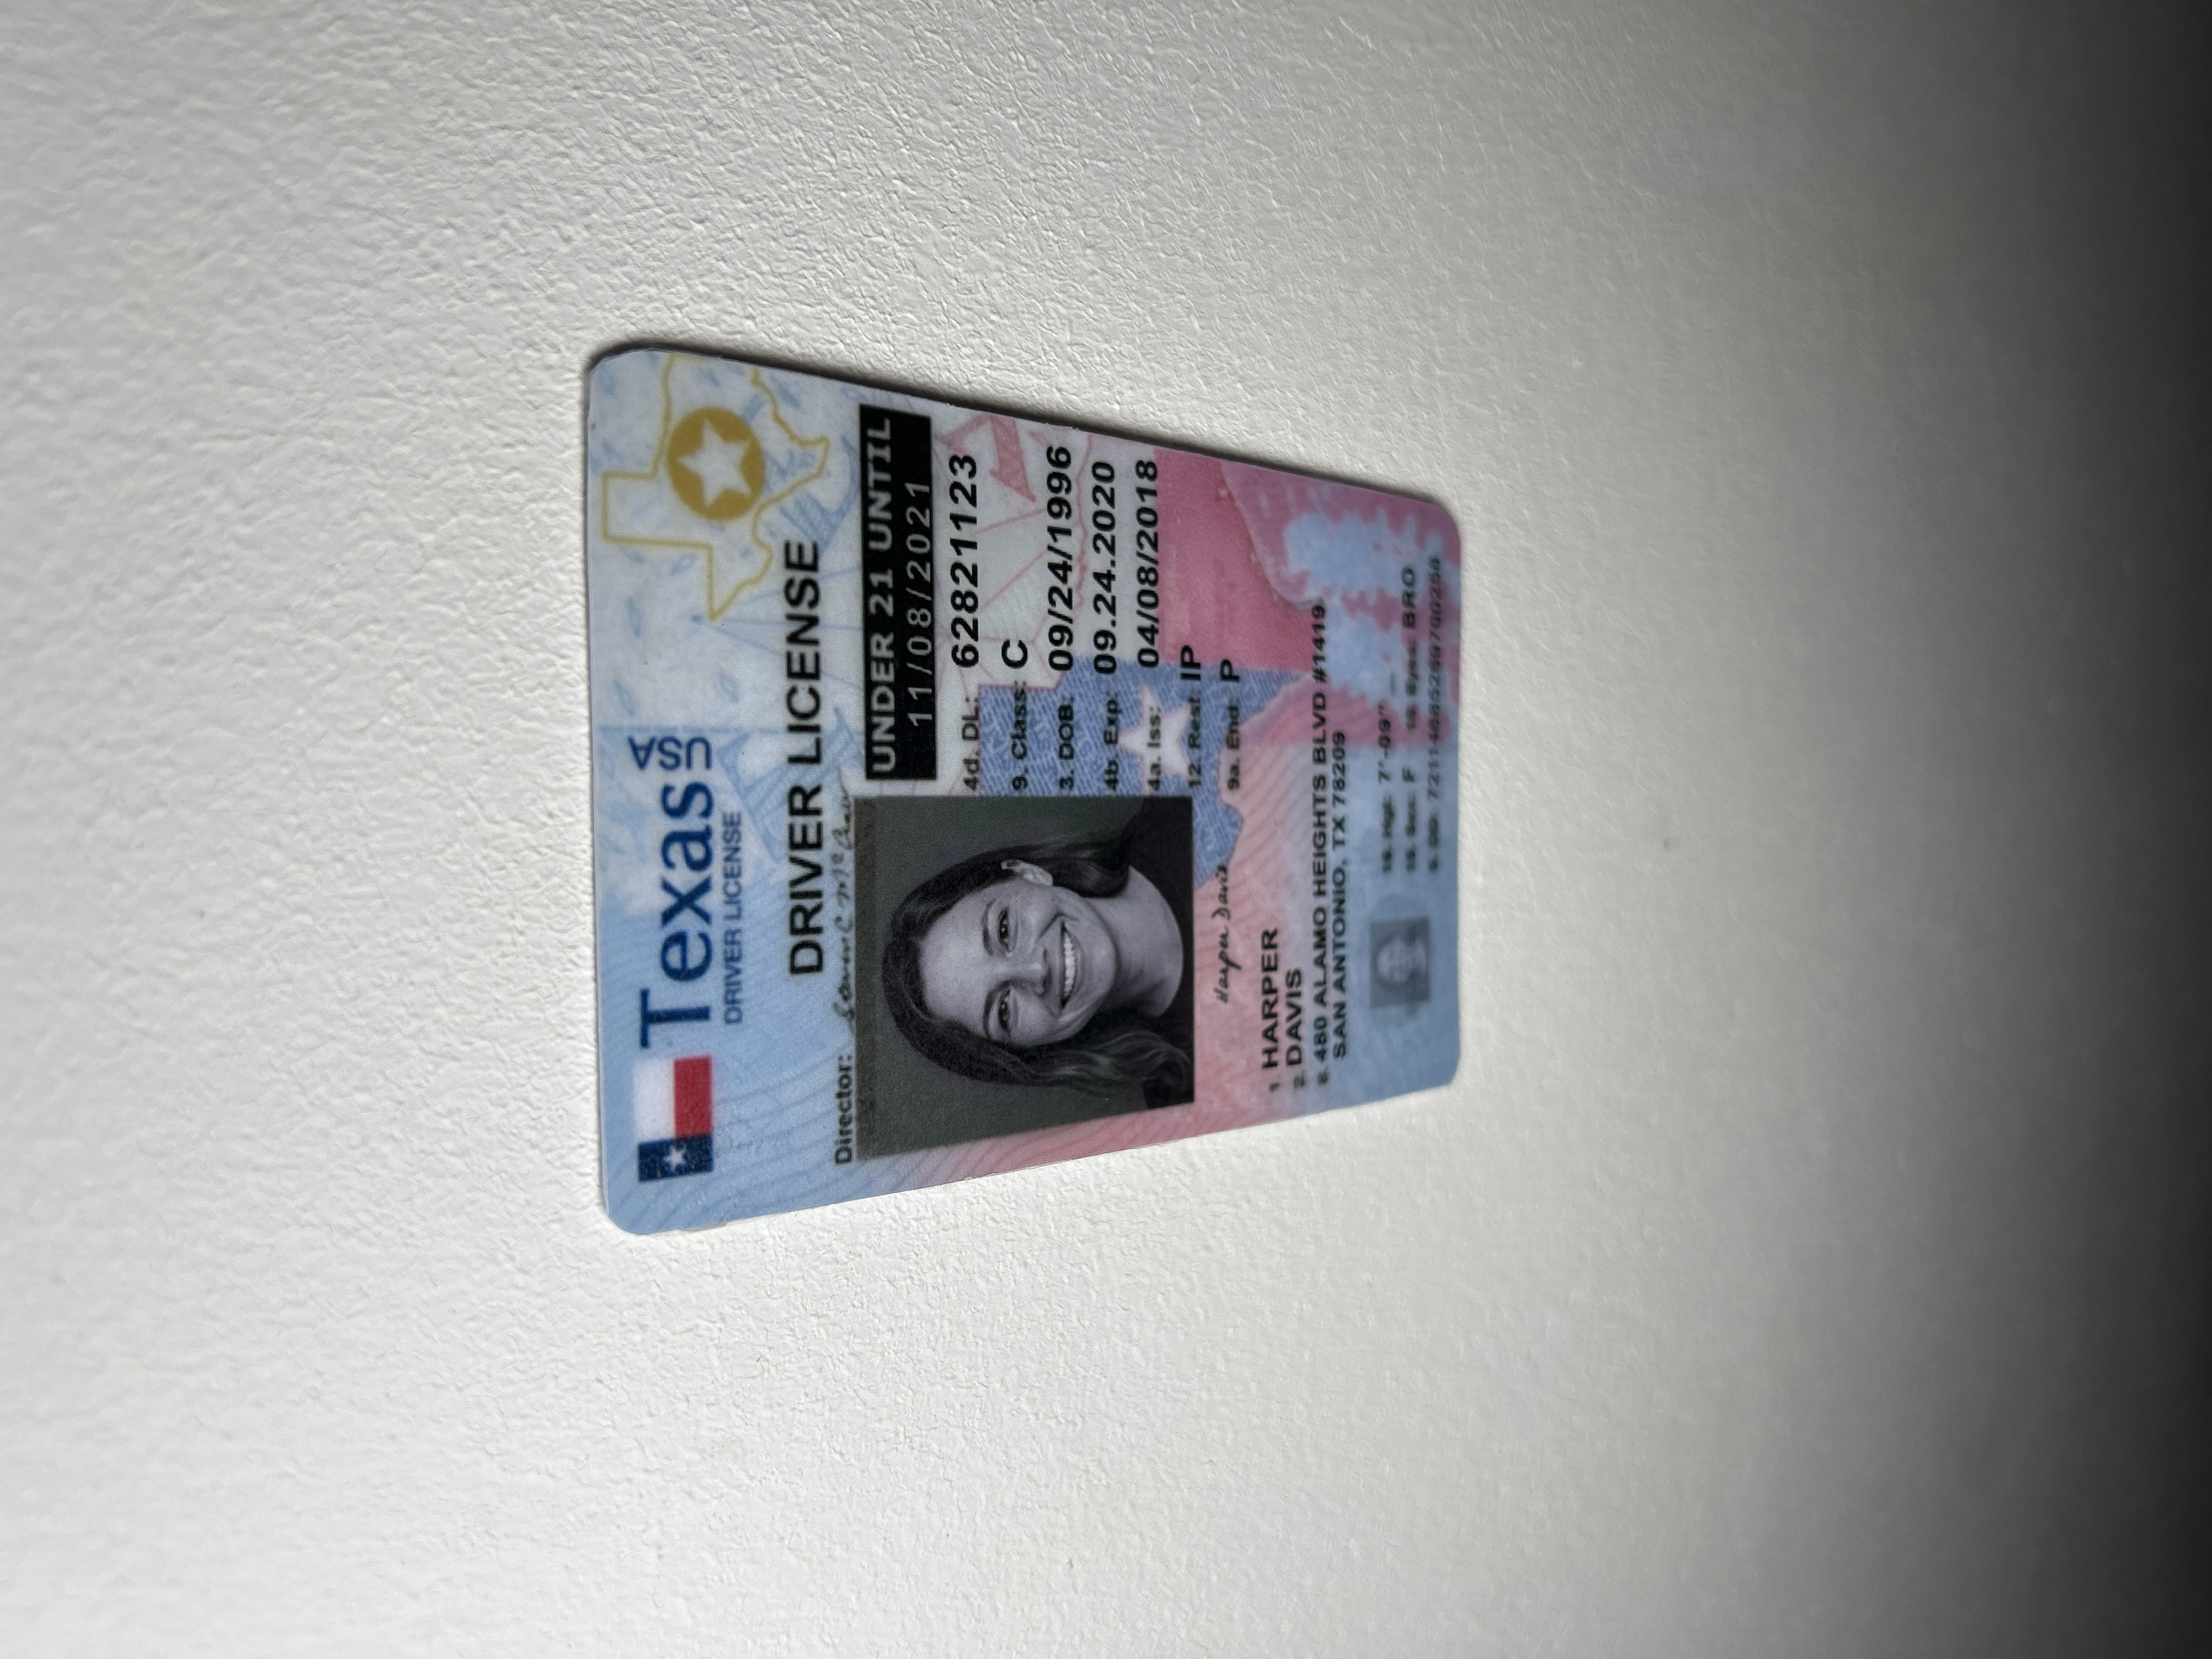 Texas USA
DRIVER LICENSE
DRIVER LICENSE
Director:
UNDER 21 UNTIL
11/08/2021
4d. DL: 62821123
9. Class: C
3. DOB: 09/24/1996
4b. Exp: 09.24.2020
4a. Iss: 04/08/2018
12. Rest: IP
9a. End: P
Harper Davis
1. HARPER
2. DAVIS
8. 480 ALAMO HEIGHTS BLVD #1419
SAN ANTONIO, TX 78209
16. Hgt: 7'-09"
15. Sex: F 18. Eyes: BRO
5. DD: